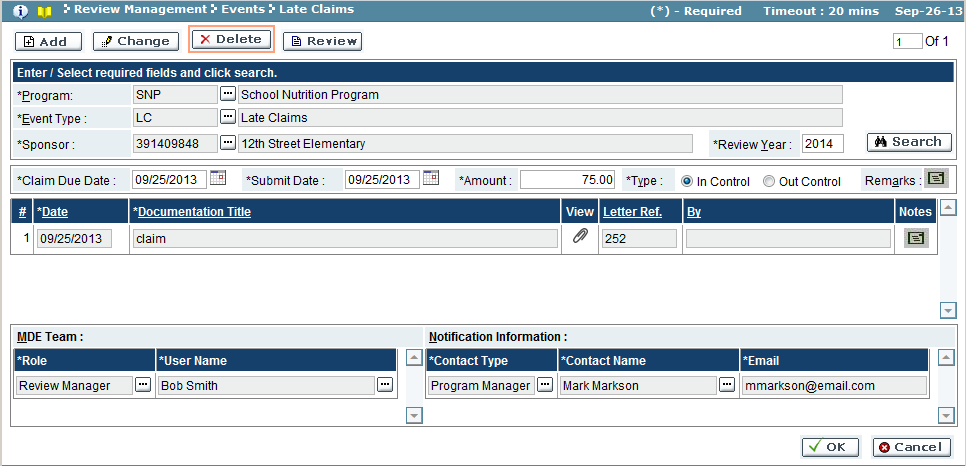 Review Management > Events > Late Claims (*) - Required Timeout : 20 mins Sep-26-13
Add Change Delete Review 1 Of 1
Enter / Select required fields and click search.
*Program: SNP ... School Nutrition Program
*Event Type : LC ... Late Claims
*Sponsor : 391409848 ... 12th Street Elementary *Review Year : 2014 Search
*Claim Due Date : 09/25/2013 *Submit Date : 09/25/2013 *Amount : 75.00 *Type : In Control Out Control Remarks :
# *Date *Documentation Title View Letter Ref. By Notes
1 09/25/2013 claim 252
MDE Team : Notification Information :
*Role *User Name *Contact Type *Contact Name *Email
Review Manager ... Bob Smith ... Program Manager ... Mark Markson ... mmarkson@email.com
OK Cancel